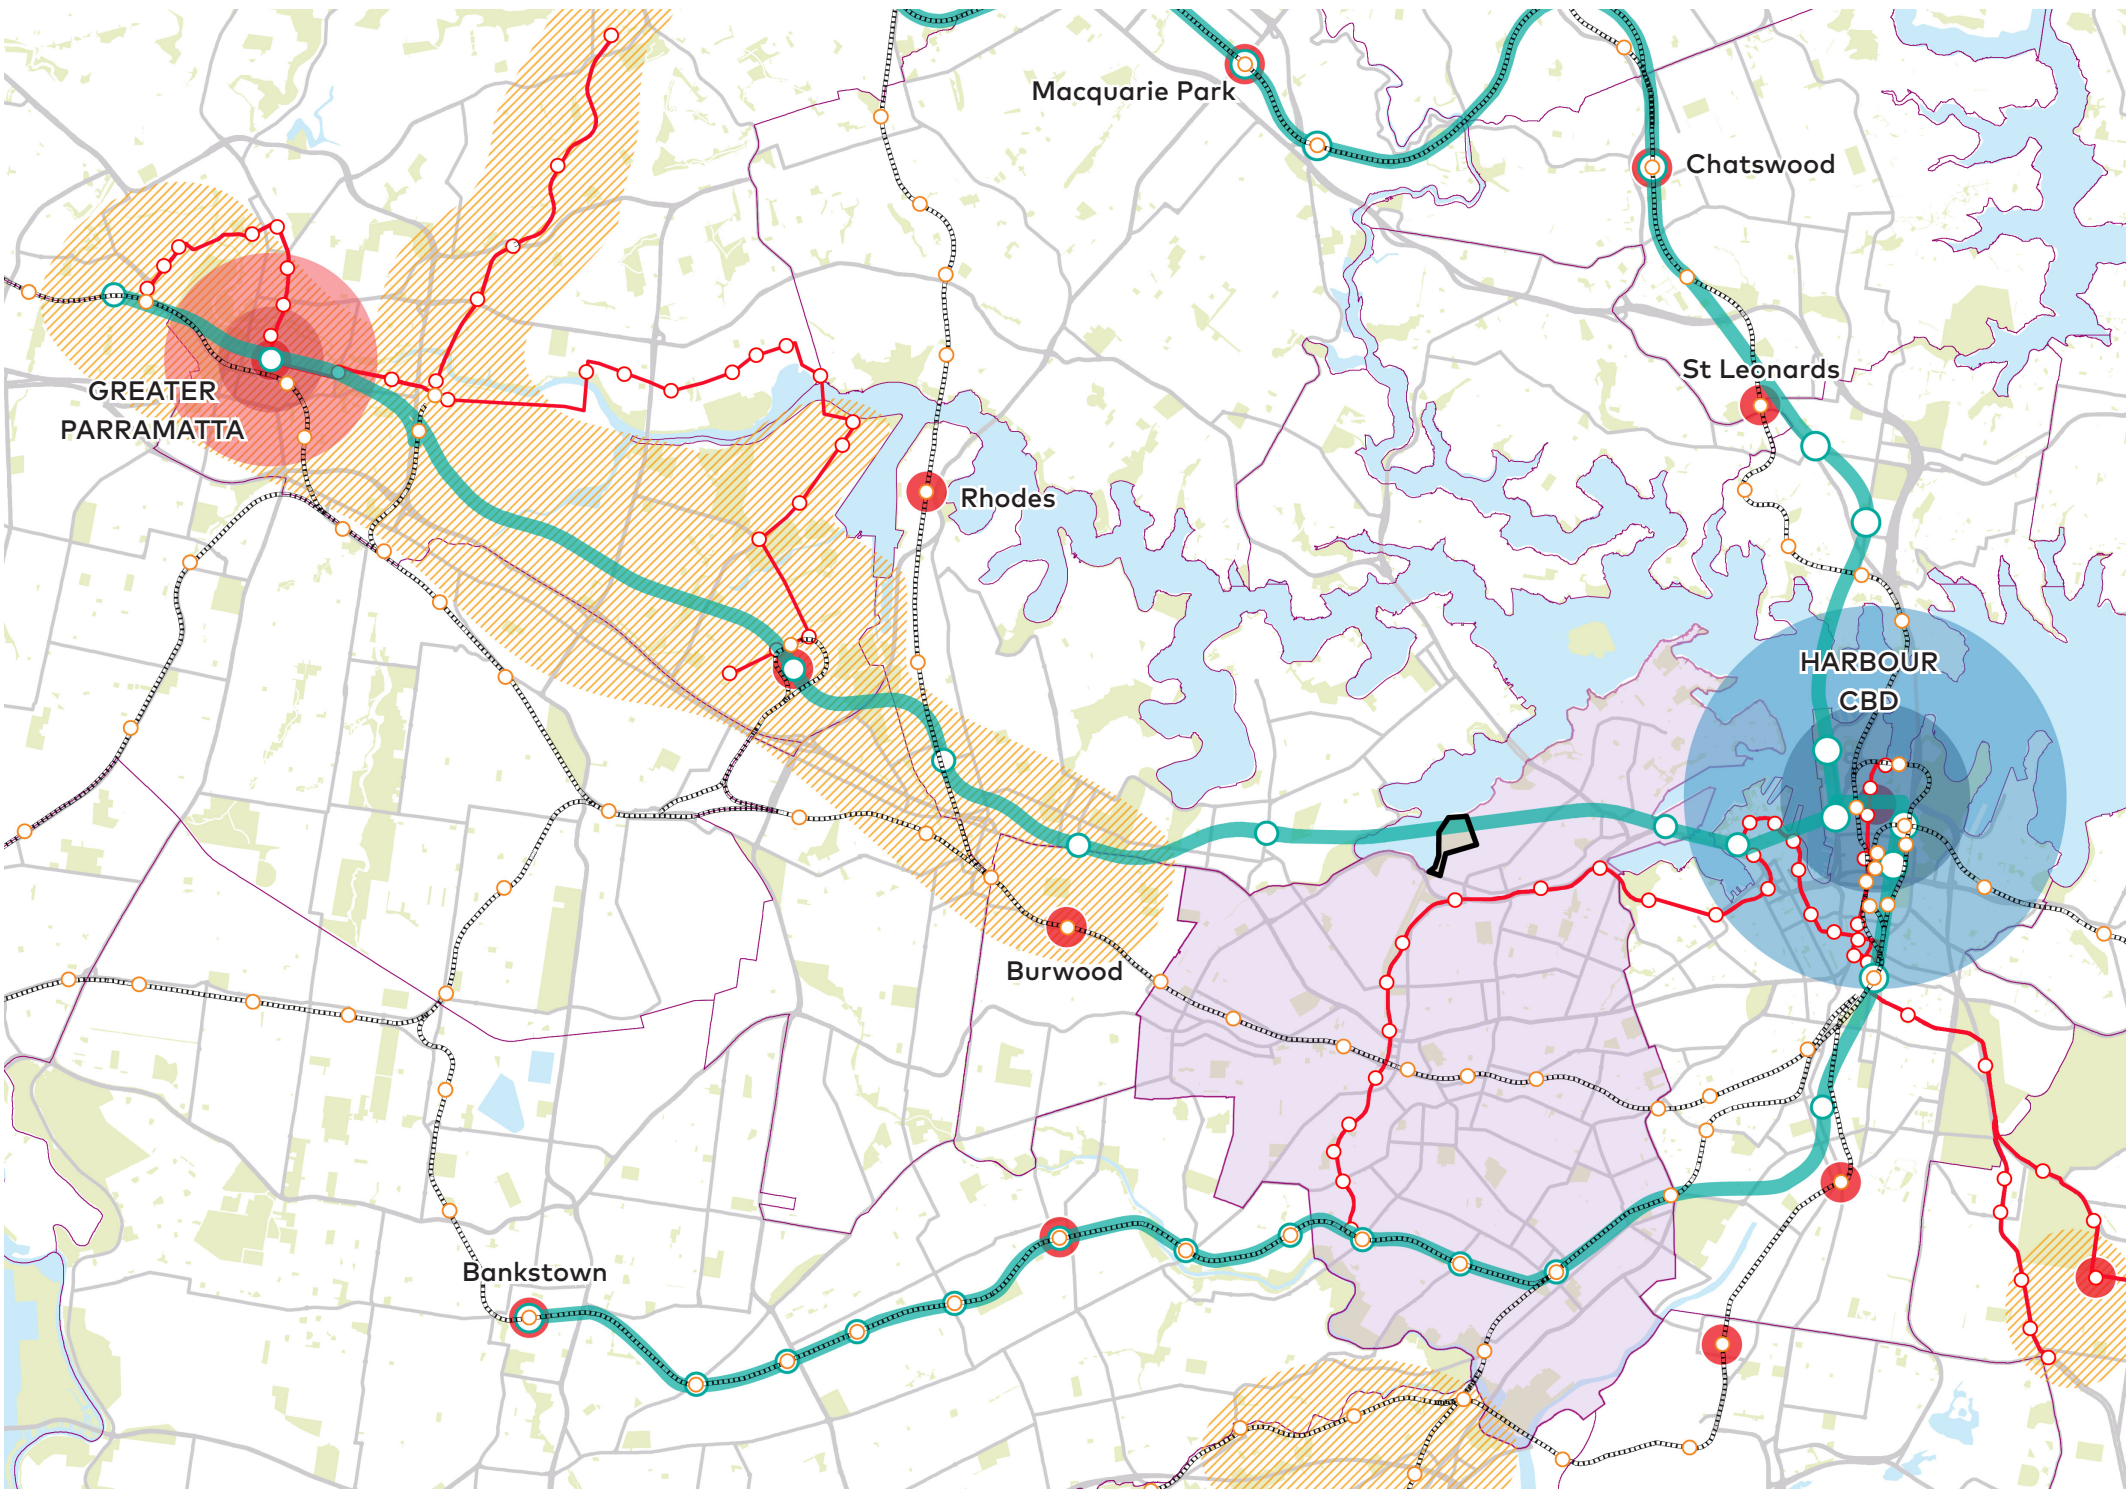 Macquarie Park
Chatswood
St Leonards
GREATER
PARRAMATTA
Rhodes
HARBOUR
CBD
Burwood
Bankstown